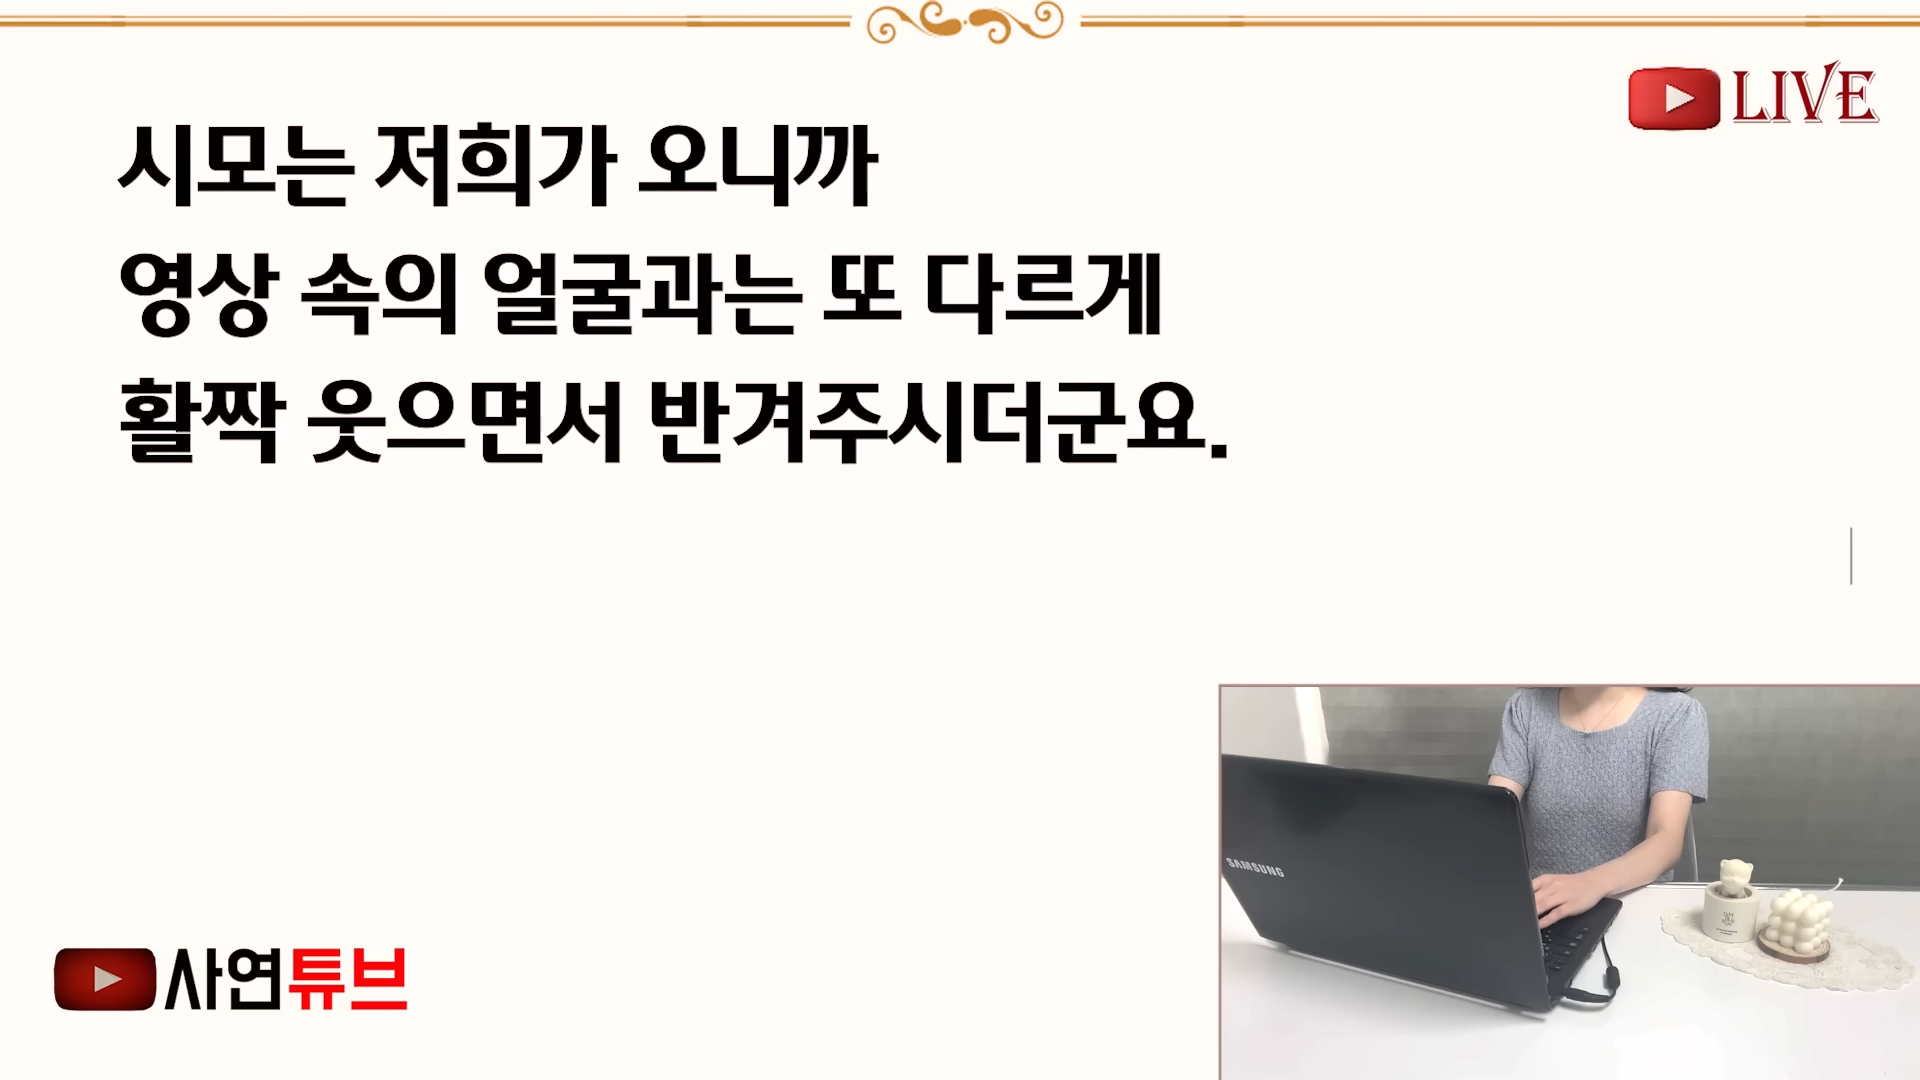 LIVE
시모는 저희가 오니까
영상 속의 얼굴과는 또 다르게
활짝 웃으면서 반겨주시더군요.
SAMSUNG
사연튜브